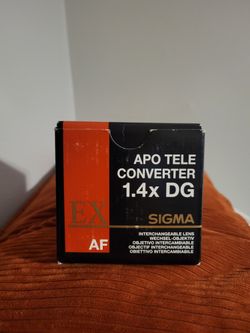 APO TELE
CONVERTER
1.4x DG
EX
SIGMA
AF
INTERCHANGEABLE LENS
WECHSEL-OBJEKTIV
OBJETIVO INTERCAMBIABLE
OBJECTIF INTERCHANGEABLE
OBIETTIVO INTERCAMBIABILE